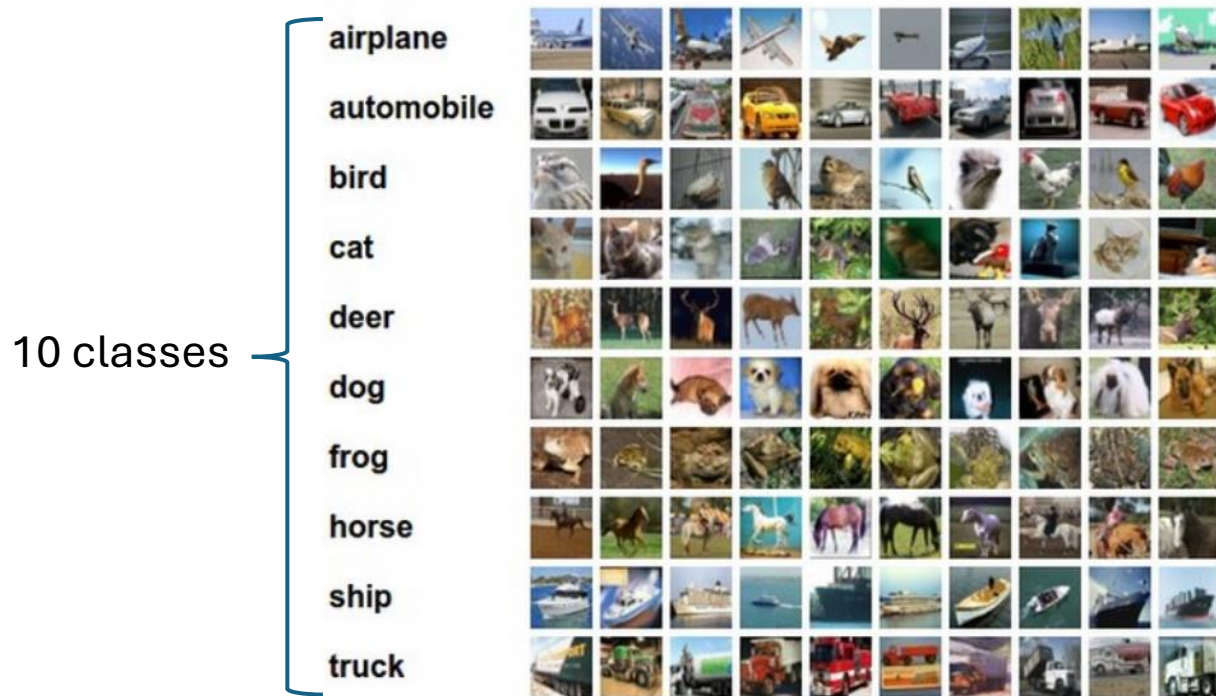 airplane
automobile
bird
cat
deer
10 classes
dog
frog
horse
ship
truck